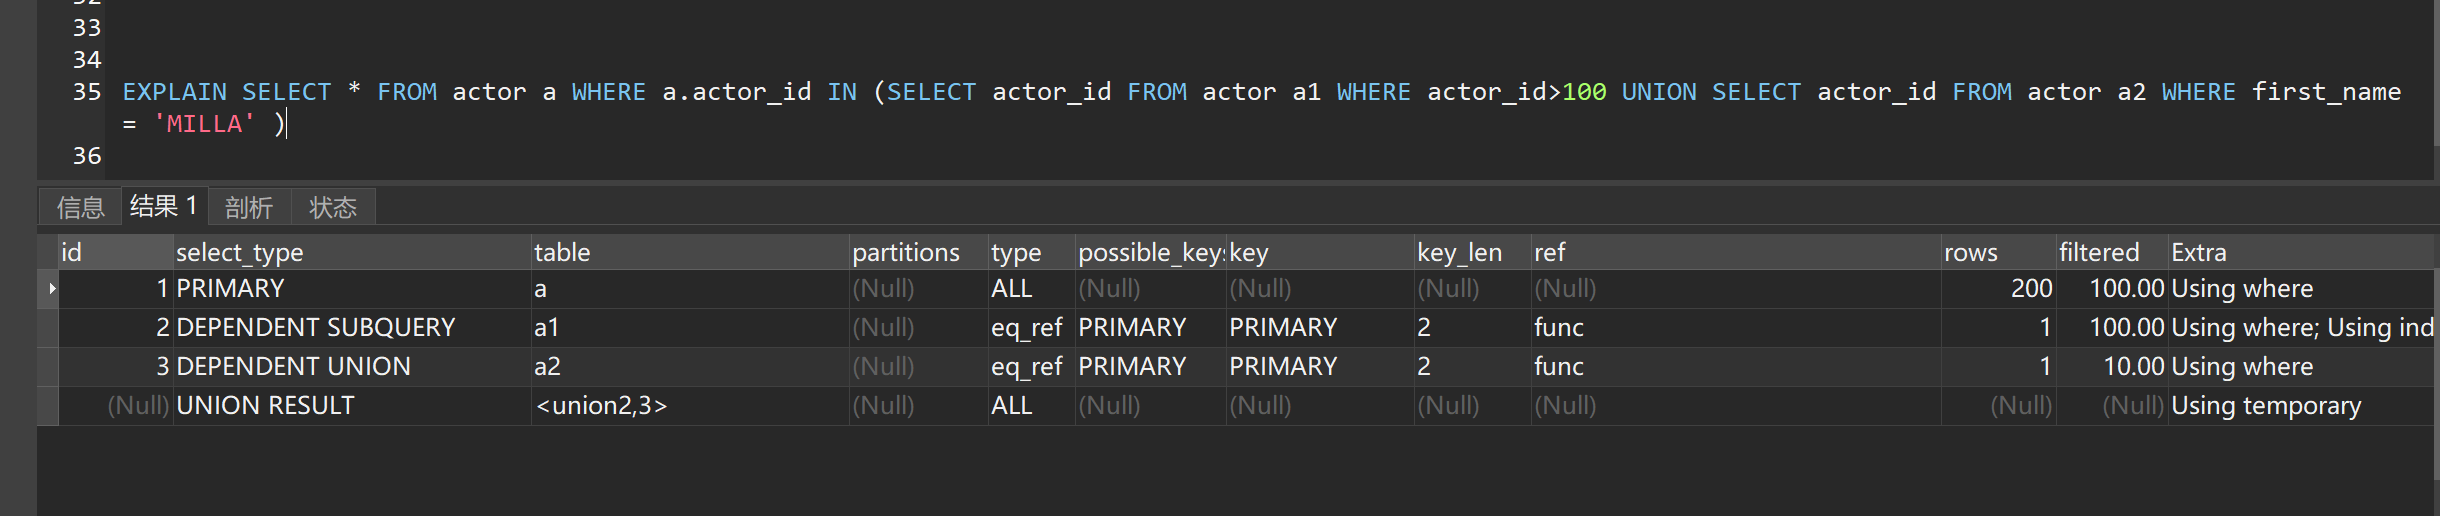 33
34
35 EXPLAIN SELECT * FROM actor a WHERE a.actor_id IN (SELECT actor_id FROM actor a1 WHERE actor_id>100 UNION SELECT actor_id FROM actor a2 WHERE first_name
= 'MILLA' )
36
信息 结果 1 剖析 状态
id select_type table partitions type possible_keys key key_len ref rows filtered Extra
1 PRIMARY a (Null) ALL (Null) (Null) (Null) (Null) 200 100.00 Using where
2 DEPENDENT SUBQUERY a1 (Null) eq_ref PRIMARY PRIMARY 2 func 1 100.00 Using where; Using ind
3 DEPENDENT UNION a2 (Null) eq_ref PRIMARY PRIMARY 2 func 1 10.00 Using where
(Null) UNION RESULT <union2,3> (Null) ALL (Null) (Null) (Null) (Null) (Null) (Null) Using temporary